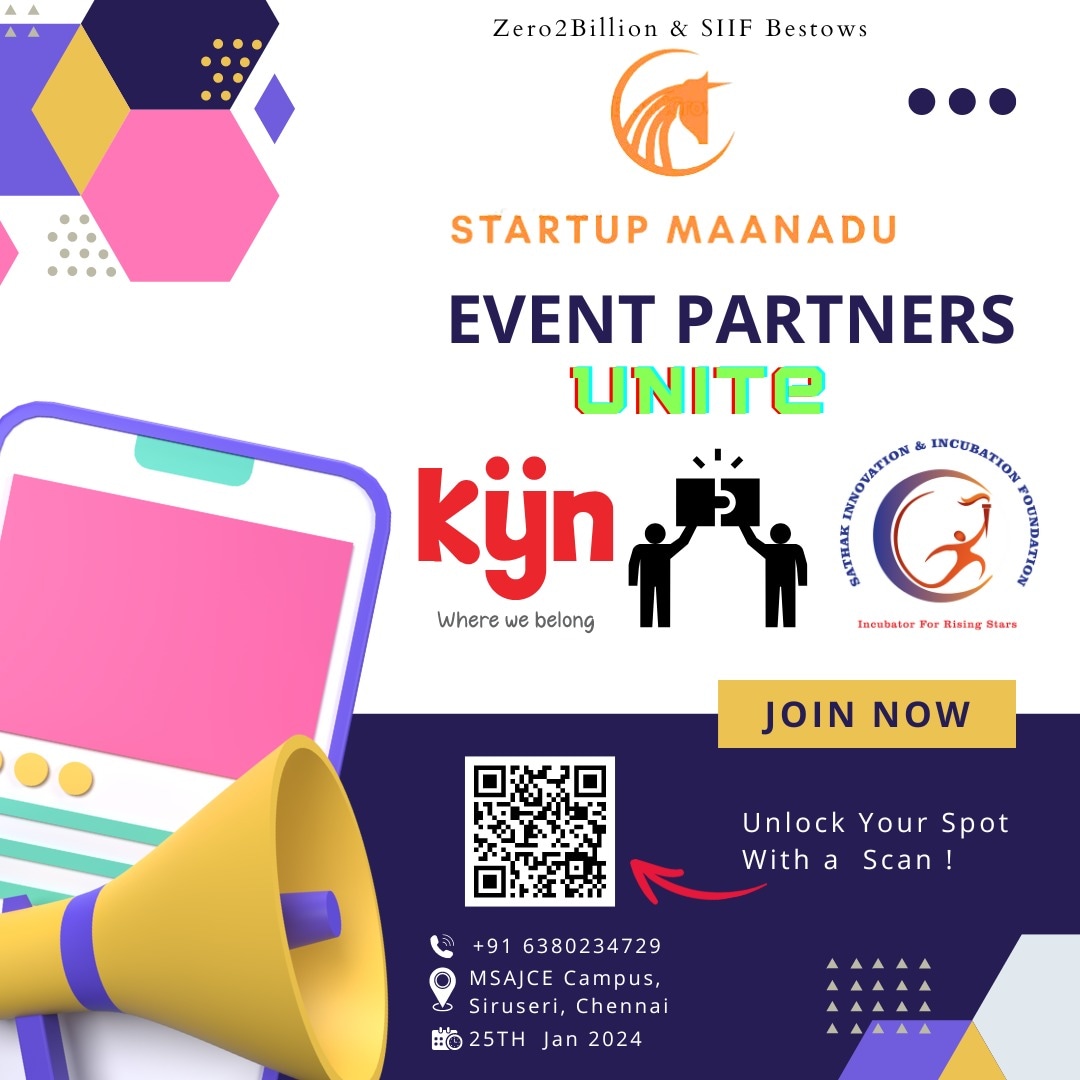 Zero2Billion & SIIF Bestows
STARTUP MAANADU
EVENT PARTNERS
UNITe
kyn
Where we belong
SATHAK INNOVATION & INCUBATION FOUNDATION
Incubator For Rising Stars
JOIN NOW
Unlock Your Spot
With a Scan !
+91 6380234729
MSAJCE Campus,
Siruseri, Chennai
25TH Jan 2024